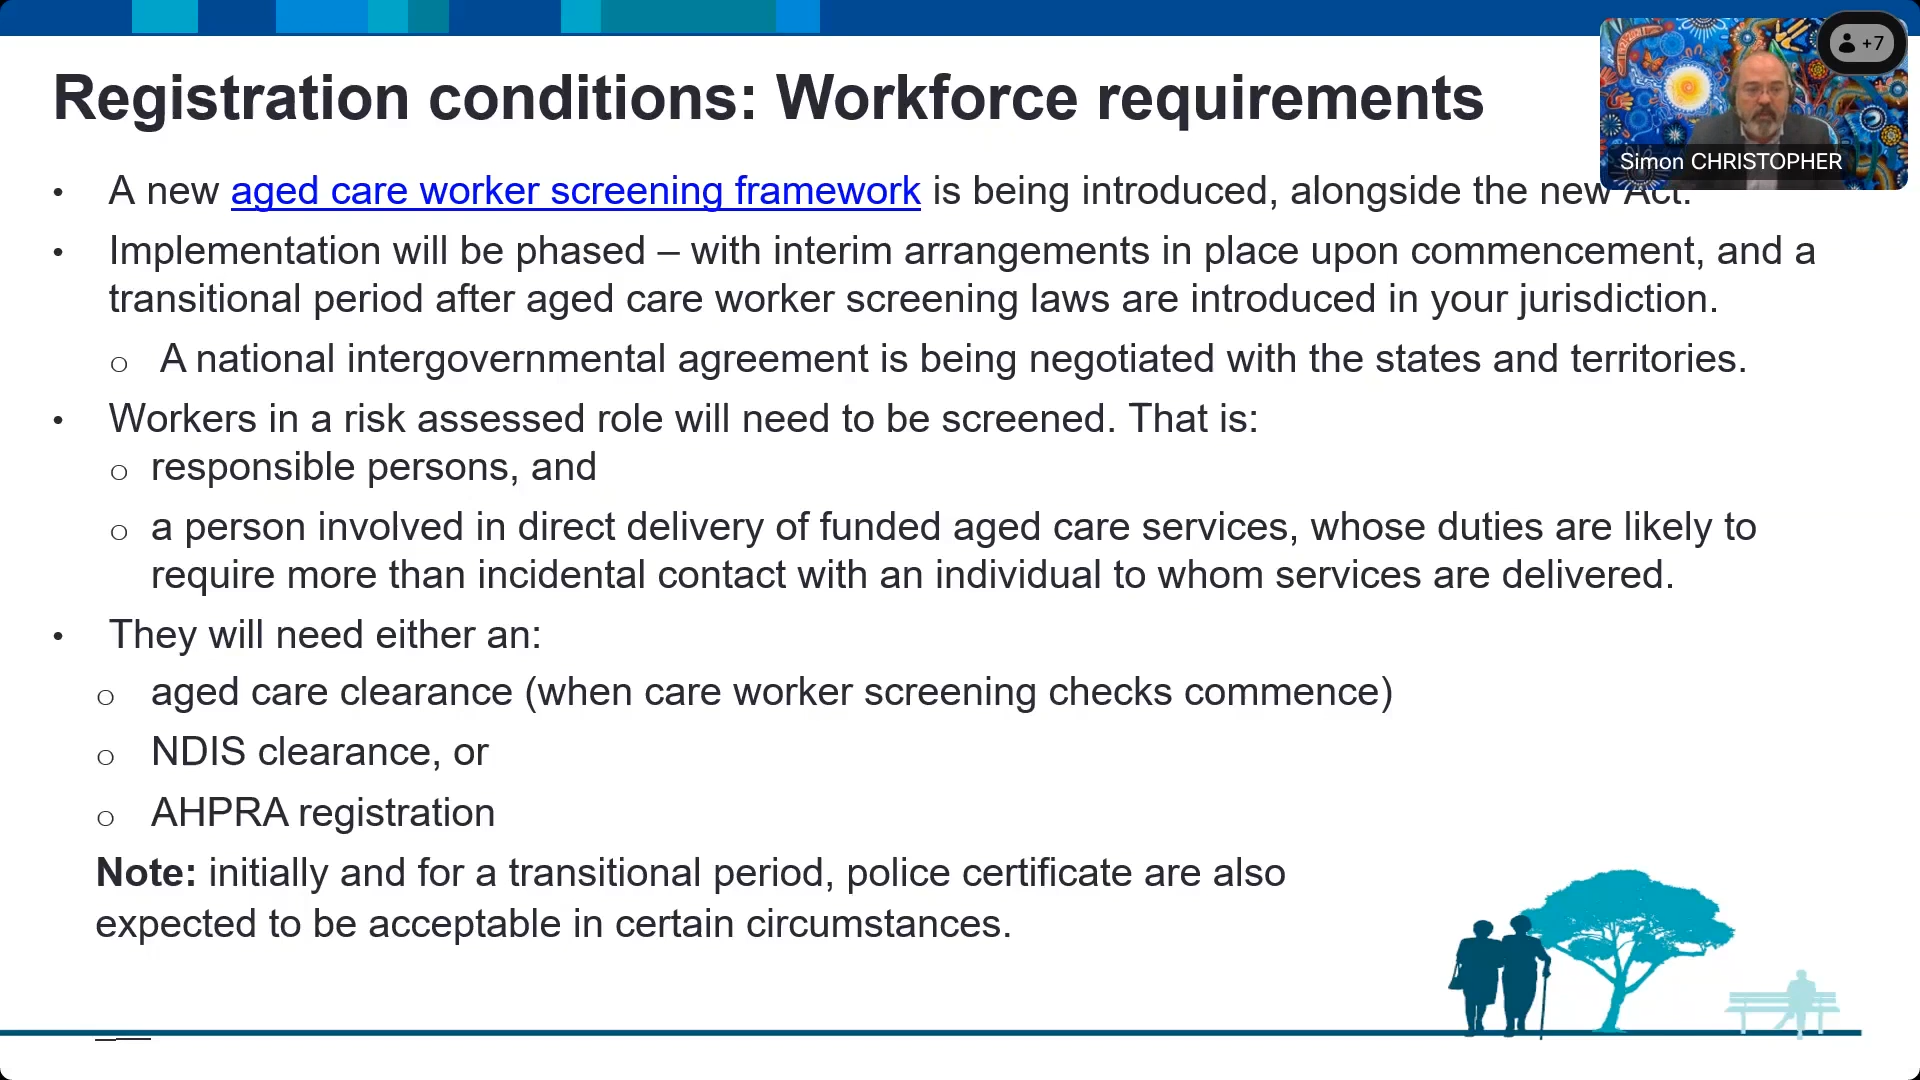 Registration conditions: Workforce requirements
+7
Simon CHRISTOPHER
• A new aged care worker screening framework is being introduced, alongside the new Act.
• Implementation will be phased – with interim arrangements in place upon commencement, and a
transitional period after aged care worker screening laws are introduced in your jurisdiction.
o A national intergovernmental agreement is being negotiated with the states and territories.
• Workers in a risk assessed role will need to be screened. That is:
o responsible persons, and
o a person involved in direct delivery of funded aged care services, whose duties are likely to
require more than incidental contact with an individual to whom services are delivered.
• They will need either an:
o aged care clearance (when care worker screening checks commence)
o NDIS clearance, or
o AHPRA registration
Note: initially and for a transitional period, police certificate are also
expected to be acceptable in certain circumstances.